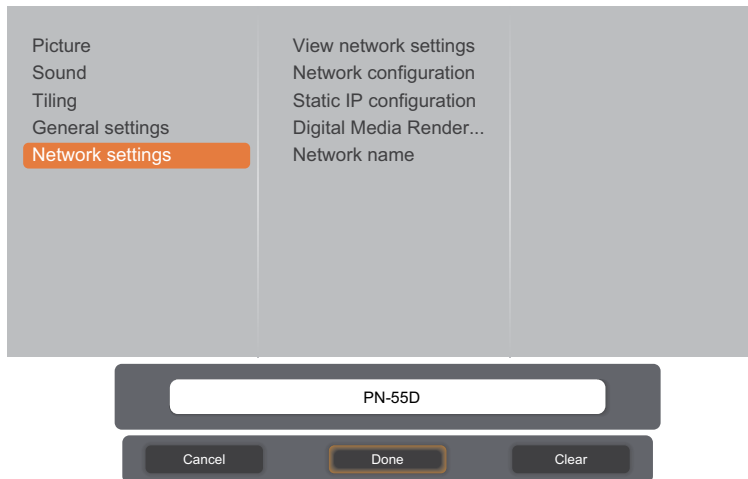 Picture
Sound
Tiling
General settings
Network settings
View network settings
Network configuration
Static IP configuration
Digital Media Render...
Network name
PN-55D
Cancel
Done
Clear